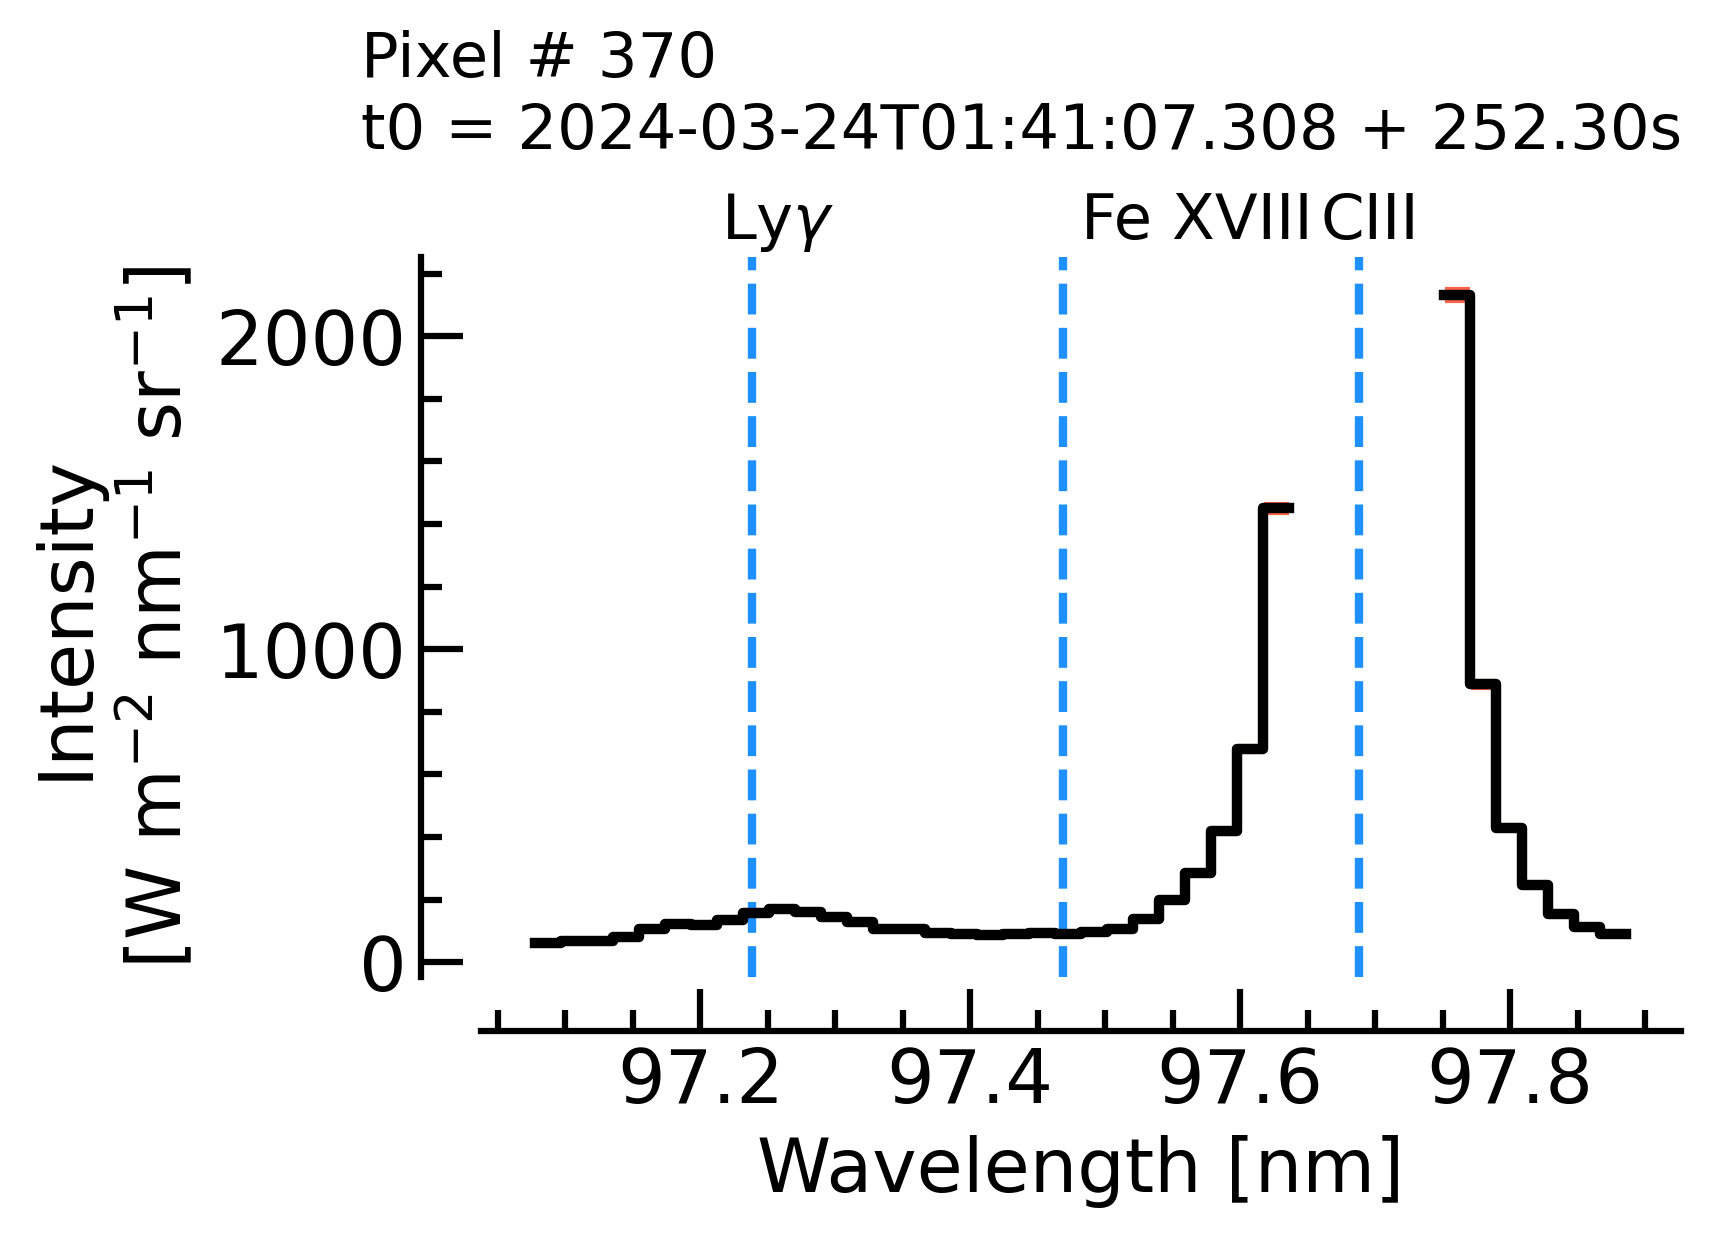 Pixel # 370
t0 = 2024-03-24T01:41:07.308 + 252.30s
Lyγ Fe XVIII CIII
Intensity
[W m⁻² nm⁻¹ sr⁻¹]
2000
1000
0
97.2 97.4 97.6 97.8
Wavelength [nm]